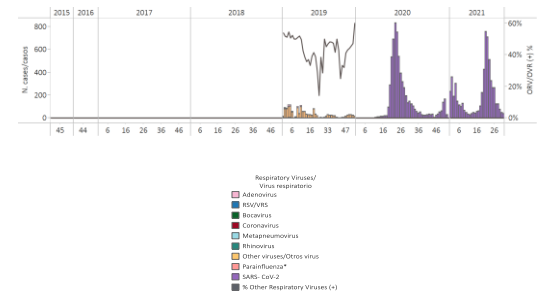 2015 2016 2017 2018 2019 2020 2021
800 60%
600
40%
400
20%
200
0 0%
N. cases/casos
ORV/OVR (+) %
45 44 6 16 26 36 46 6 16 26 36 46 6 16 33 47 6 16 26 36 46 6 16 26
Respiratory Viruses/
Virus respiratorio
Adenovirus
RSV/VRS
Bocavirus
Coronavirus
Metapneumovirus
Rhinovirus
Other viruses/Otros virus
Parainfluenza*
SARS- CoV-2
% Other Respiratory Viruses (+)